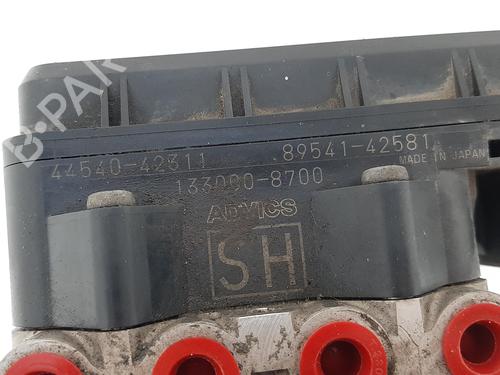 44540-42311 89541-42581
133000-8700 MADE IN JAPAN
ADVICS
SH
B-PARTS